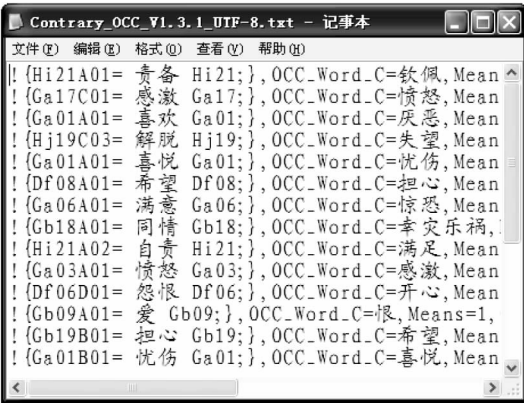 Contrary_OCC_V1.3.1_UTF-8.txt - 记事本
文件(F) 编辑(E) 格式(O) 查看(V) 帮助(H)
!{Hi21A01= 责备 Hi21;},OCC_Word_C=钦佩,Mean
!{Ga17C01= 感激 Ga17;},OCC_Word_C=愤怒,Mean
!{Ga01A01= 喜欢 Ga01;},OCC_Word_C=厌恶,Mean
!{Hj19C03= 解脱 Hj19;},OCC_Word_C=失望,Mean
!{Ga01A01= 喜悦 Ga01;},OCC_Word_C=忧伤,Mean
!{Df08A01= 希望 Df08;},OCC_Word_C=担心,Mean
!{Ga06A01= 满意 Ga06;},OCC_Word_C=惊恐,Mean
!{Gb18A01= 同情 Gb18;},OCC_Word_C=幸灾乐祸,
!{Hi21A02= 自责 Hi21;},OCC_Word_C=满足,Mean
!{Ga03A01= 愤怒 Ga03;},OCC_Word_C=感激,Mean
!{Df06D01= 怨恨 Df06;},OCC_Word_C=开心,Mean
!{Gb09A01= 爱 Gb09;},OCC_Word_C=恨,Means=1,
!{Gb19B01= 担心 Gb19;},OCC_Word_C=希望,Mean
!{Ga01B01= 忧伤 Ga01;},OCC_Word_C=喜悦,Mean